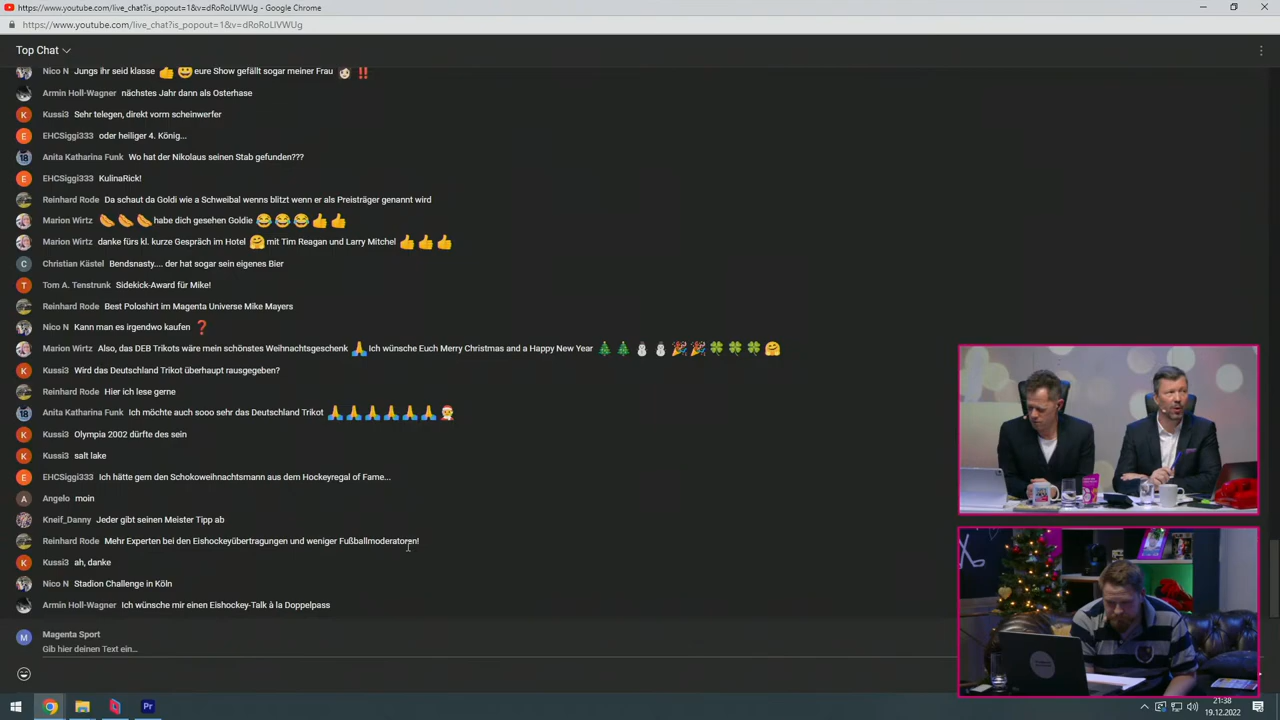 https://www.youtube.com/live_chat?is_popout=1&v=dRoRoLIVWUg - Google Chrome
https://www.youtube.com/live_chat?is_popout=1&v=dRoRoLIVWUg
Top Chat
Nico N Jungs ihr seid klasse 👍 😀 eure Show gefällt sogar meiner Frau 👩🏻 ‼️
Armin Holl-Wagner nächstes Jahr dann als Osterhase
K Kussi3 Sehr telegen, direkt vorm scheinwerfer
E EHCSiggi333 oder heiliger 4. König...
18 Anita Katharina Funk Wo hat der Nikolaus seinen Stab gefunden???
E EHCSiggi333 KulinaRick!
Reinhard Rode Da schaut da Goldi wie a Schweibal wenns blitzt wenn er als Preisträger genannt wird
Marion Wirtz 🌭 🌭 🌭 habe dich gesehen Goldie 😂 😂 😂 👍 👍
Marion Wirtz danke fürs kl. kurze Gespräch im Hotel 🤗 mit Tim Reagan und Larry Mitchel 👍 👍 👍
C Christian Kästel Bendsnasty.... der hat sogar sein eigenes Bier
T Tom A. Tenstrunk Sidekick-Award für Mike!
Reinhard Rode Best Poloshirt im Magenta Universe Mike Mayers
Nico N Kann man es irgendwo kaufen ❓
Marion Wirtz Also, das DEB Trikots wäre mein schönstes Weihnachtsgeschenk 🙏 Ich wünsche Euch Merry Christmas and a Happy New Year 🎄 🎄 ⛄ ⛄ 🎉 🎉 🍀 🍀 🍀 🤗
K Kussi3 Wird das Deutschland Trikot überhaupt rausgegeben?
Reinhard Rode Hier ich lese gerne
18 Anita Katharina Funk Ich möchte auch sooo sehr das Deutschland Trikot 🙏 🙏 🙏 🙏 🙏 🙏 🎅
K Kussi3 Olympia 2002 dürfte des sein
K Kussi3 salt lake
E EHCSiggi333 Ich hätte gern den Schokoweihnachtsmann aus dem Hockeyregal of Fame...
A Angelo moin
Kneif_Danny Jeder gibt seinen Meister Tipp ab
Reinhard Rode Mehr Experten bei den Eishockeyübertragungen und weniger Fußballmoderatoren!
K Kussi3 ah, danke
Nico N Stadion Challenge in Köln
Armin Holl-Wagner Ich wünsche mir einen Eishockey-Talk à la Doppelpass
M Magenta Sport
Gib hier deinen Text ein...
Pr
21:38
19.12.2022